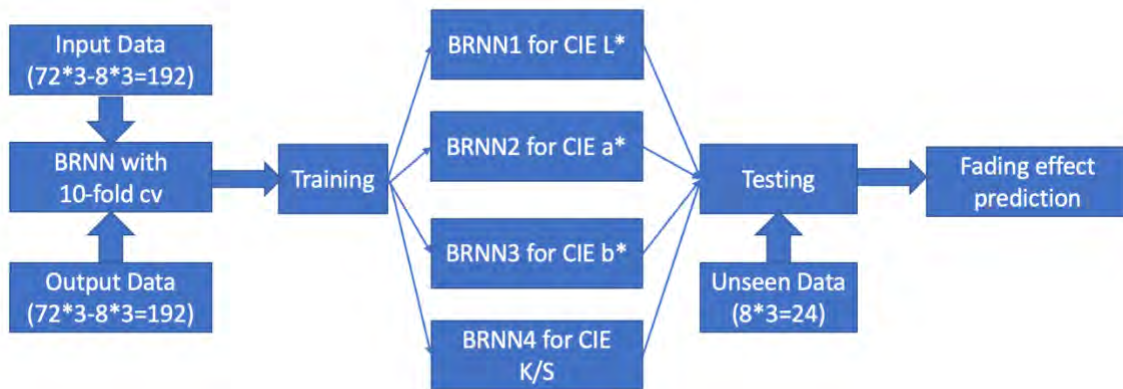 Input Data
(72*3-8*3=192)
BRNN with
10-fold cv
Output Data
(72*3-8*3=192)
Training
BRNN1 for CIE L*
BRNN2 for CIE a*
BRNN3 for CIE b*
BRNN4 for CIE
K/S
Testing
Unseen Data
(8*3=24)
Fading effect
prediction